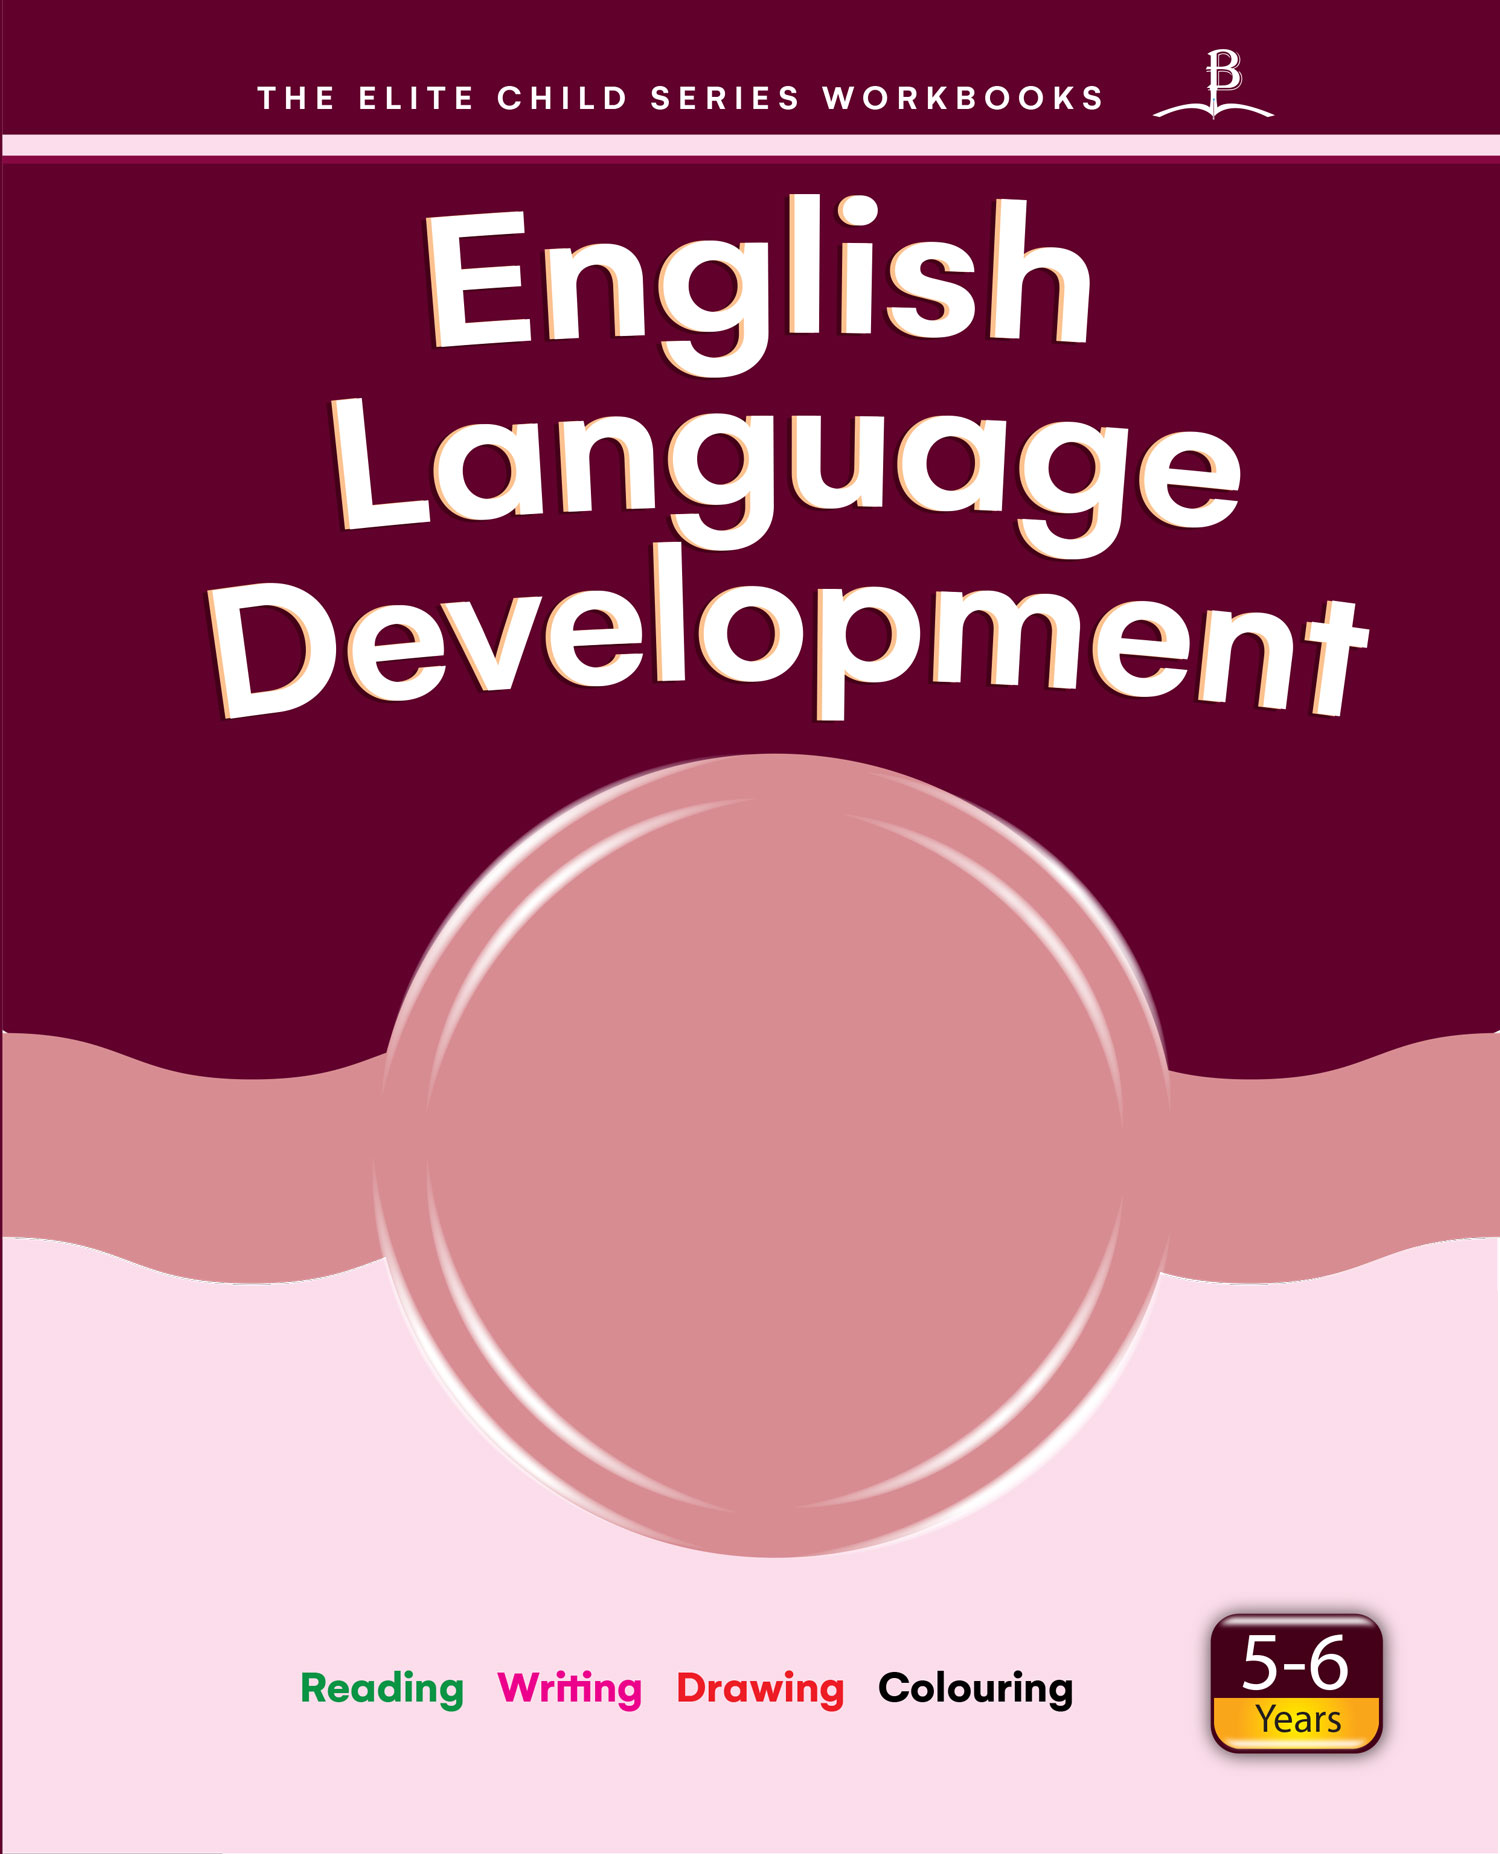 THE ELITE CHILD SERIES WORKBOOKS
B
English
Language
Development
Reading Writing Drawing Colouring
5-6
Years